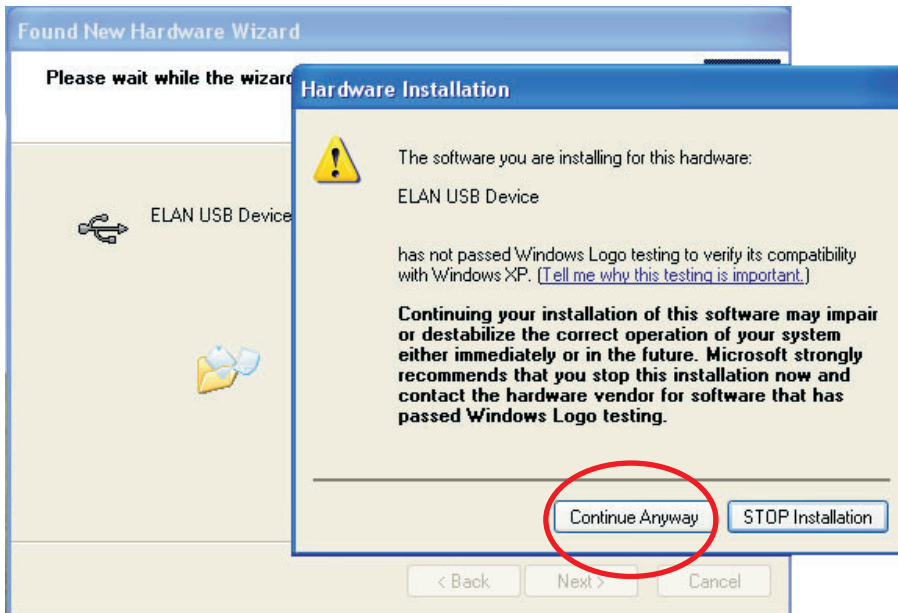 Found New Hardware Wizard
Please wait while the wizard
Hardware Installation
The software you are installing for this hardware:
ELAN USB Device
ELAN USB Device
has not passed Windows Logo testing to verify its compatibility
with Windows XP. (Tell me why this testing is important.)
Continuing your installation of this software may impair
or destabilize the correct operation of your system
either immediately or in the future. Microsoft strongly
recommends that you stop this installation now and
contact the hardware vendor for software that has
passed Windows Logo testing.
Continue Anyway
STOP Installation
< Back
Next >
Cancel